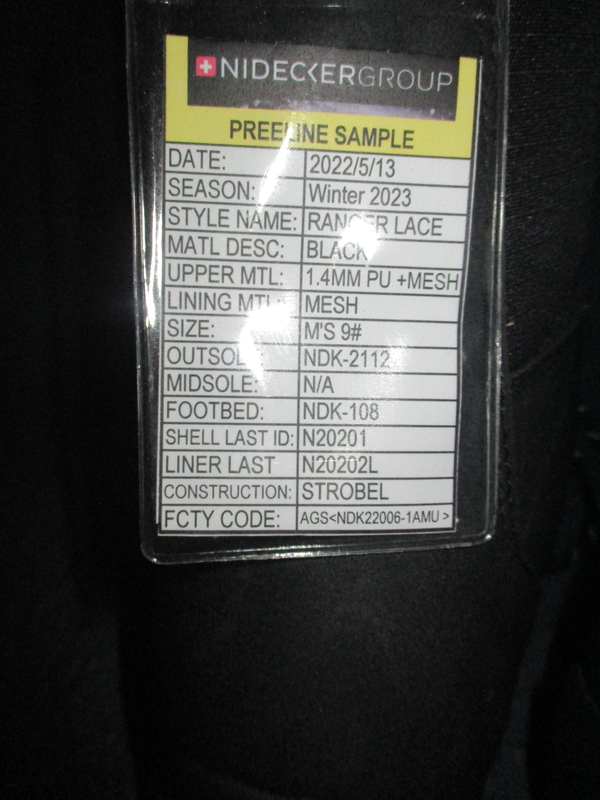 NIDECKERGROUP
PREELINE SAMPLE
DATE: 2022/5/13
SEASON: Winter 2023
STYLE NAME: RANGER LACE
MATL DESC: BLACK
UPPER MTL: 1.4MM PU +MESH
LINING MTL: MESH
SIZE: M'S 9#
OUTSOLE: NDK-2112
MIDSOLE: N/A
FOOTBED: NDK-108
SHELL LAST ID: N20201
LINER LAST N20202L
CONSTRUCTION: STROBEL
FCTY CODE: AGS<NDK22006-1AMU >